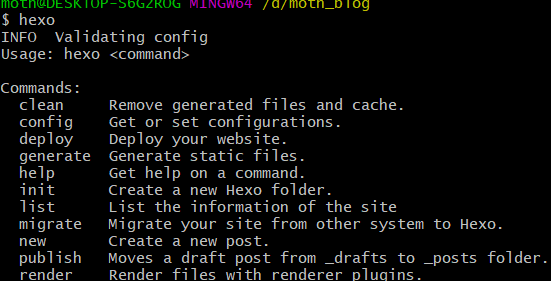 moth@DESKTOP-S6G2ROG MINGW64 /d/moth_blog
$ hexo
INFO  Validating config
Usage: hexo <command>

Commands:
  clean     Remove generated files and cache.
  config    Get or set configurations.
  deploy    Deploy your website.
  generate  Generate static files.
  help      Get help on a command.
  init      Create a new Hexo folder.
  list      List the information of the site
  migrate   Migrate your site from other system to Hexo.
  new       Create a new post.
  publish   Moves a draft post from _drafts to _posts folder.
  render    Render files with renderer plugins.